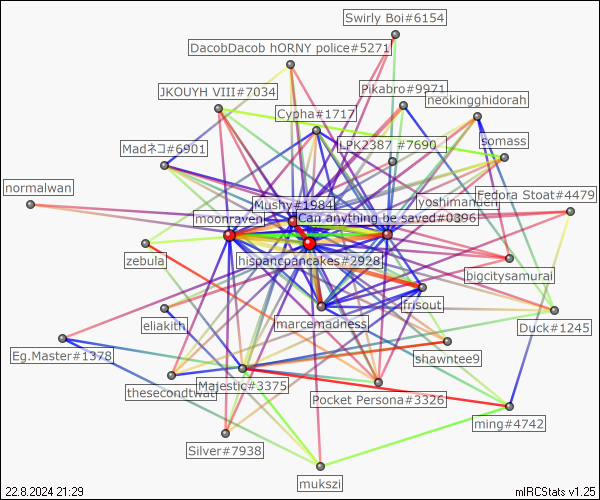 Swirly Boi#6154
DacobDacob hORNY police#5271
JKOUYH VIII#7034
Pikabro#9971
neokingghidorah
Cypha#1717
LPK2387 #7690
somass
Madネコ#6901
normalwan
Mushy#1984
yoshimanden
Fedora Stoat#4479
moonraven
Can anything be saved#0396
zebula
hispancpancakes#2928
bigcitysamurai
frisout
eliakith
marcemadness
Duck#1245
Eg.Master#1378
shawntee9
thesecondtwat
Majestic#3375
Pocket Persona#3326
ming#4742
Silver#7938
mukszi
22.8.2024 21:29
mIRCStats v1.25